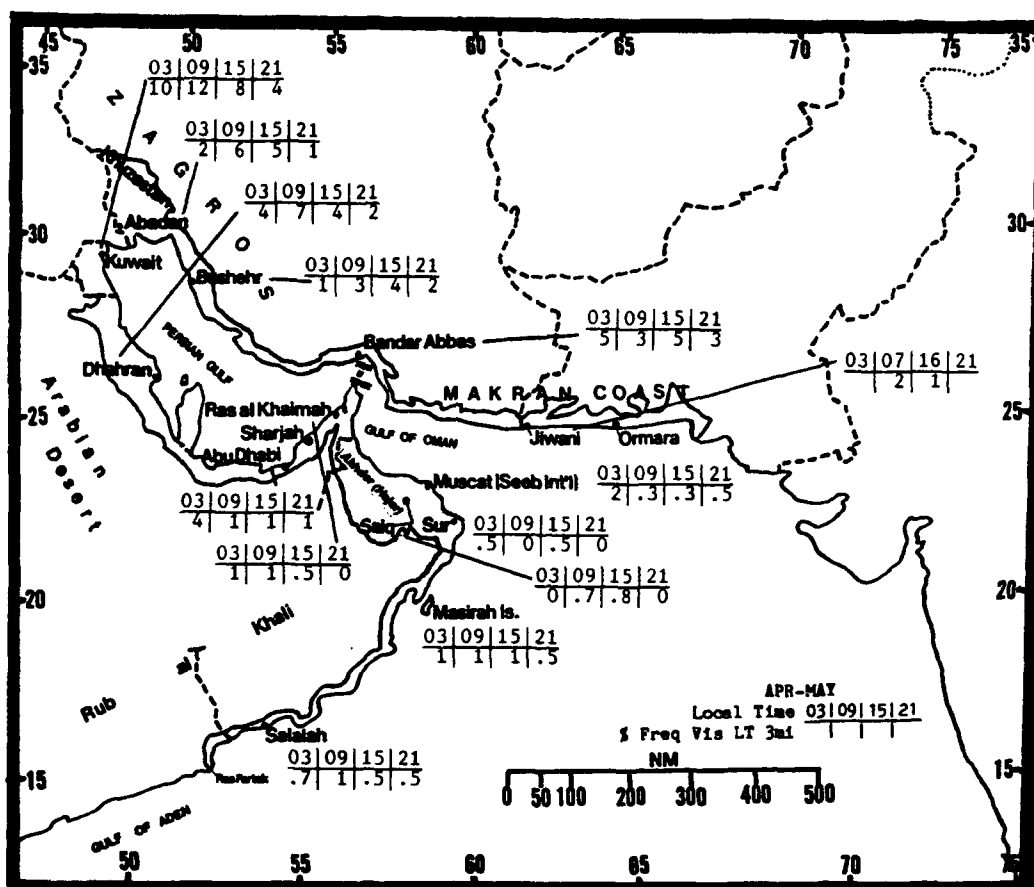 45 50 55 60 65 70 75 35
35
03 09 15 21
10 12 8 4
Z A G R O S
03 09 15 21
2 6 5 1
03 09 15 21
4 7 4 2
30
Abadan
30
Kuwait
Bushehr
03 09 15 21
1 3 4 2
PERSIAN GULF
Bandar Abbas
03 09 15 21
5 3 5 3
Dhahran
03 07 16 21
2 1
MAKRAN COAST
25
Ras al Khaimah
25
Sharjah
GULF OF OMAN
Jiwani
Ormara
Abu Dhabi
Arabian
Desert
Muscat (Seeb Int'l)
03 09 15 21
2 .3 .3 .5
03 09 15 21
4 1 1 1
Saiq
Sur
03 09 15 21
.5 0 .5 0
03 09 15 21
1 1 .5 0
03 09 15 21
0 .7 .8 0
20
20
Khali
Masirah Is.
03 09 15 21
1 1 1 .5
al
Rub
APR-MAY
Local Time 03 09 15 21
% Freq Vis LT 3mi
Salalah
03 09 15 21
.7 1 .5 .5
NM
15
15
0 50 100 200 300 400 500
GULF OF ADEN
50 55 60 65 70 75